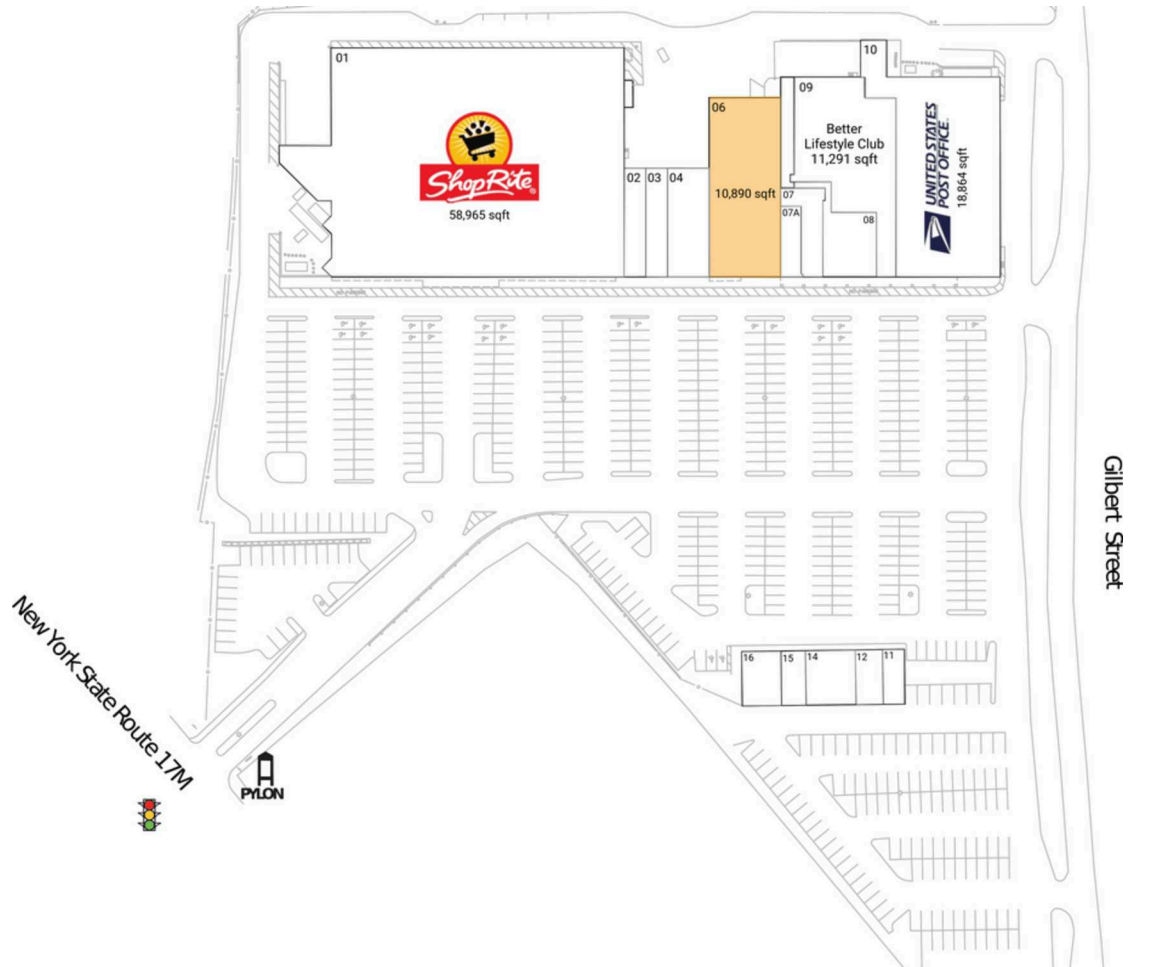 01
ShopRite
58,965 sqft
02
03
04
06
10,890 sqft
07
07A
08
09
Better
Lifestyle Club
11,291 sqft
10
UNITED STATES
POST OFFICE
18,864 sqft
Gilbert Street
New York State Route 17M
PYLON
16
15
14
12
11